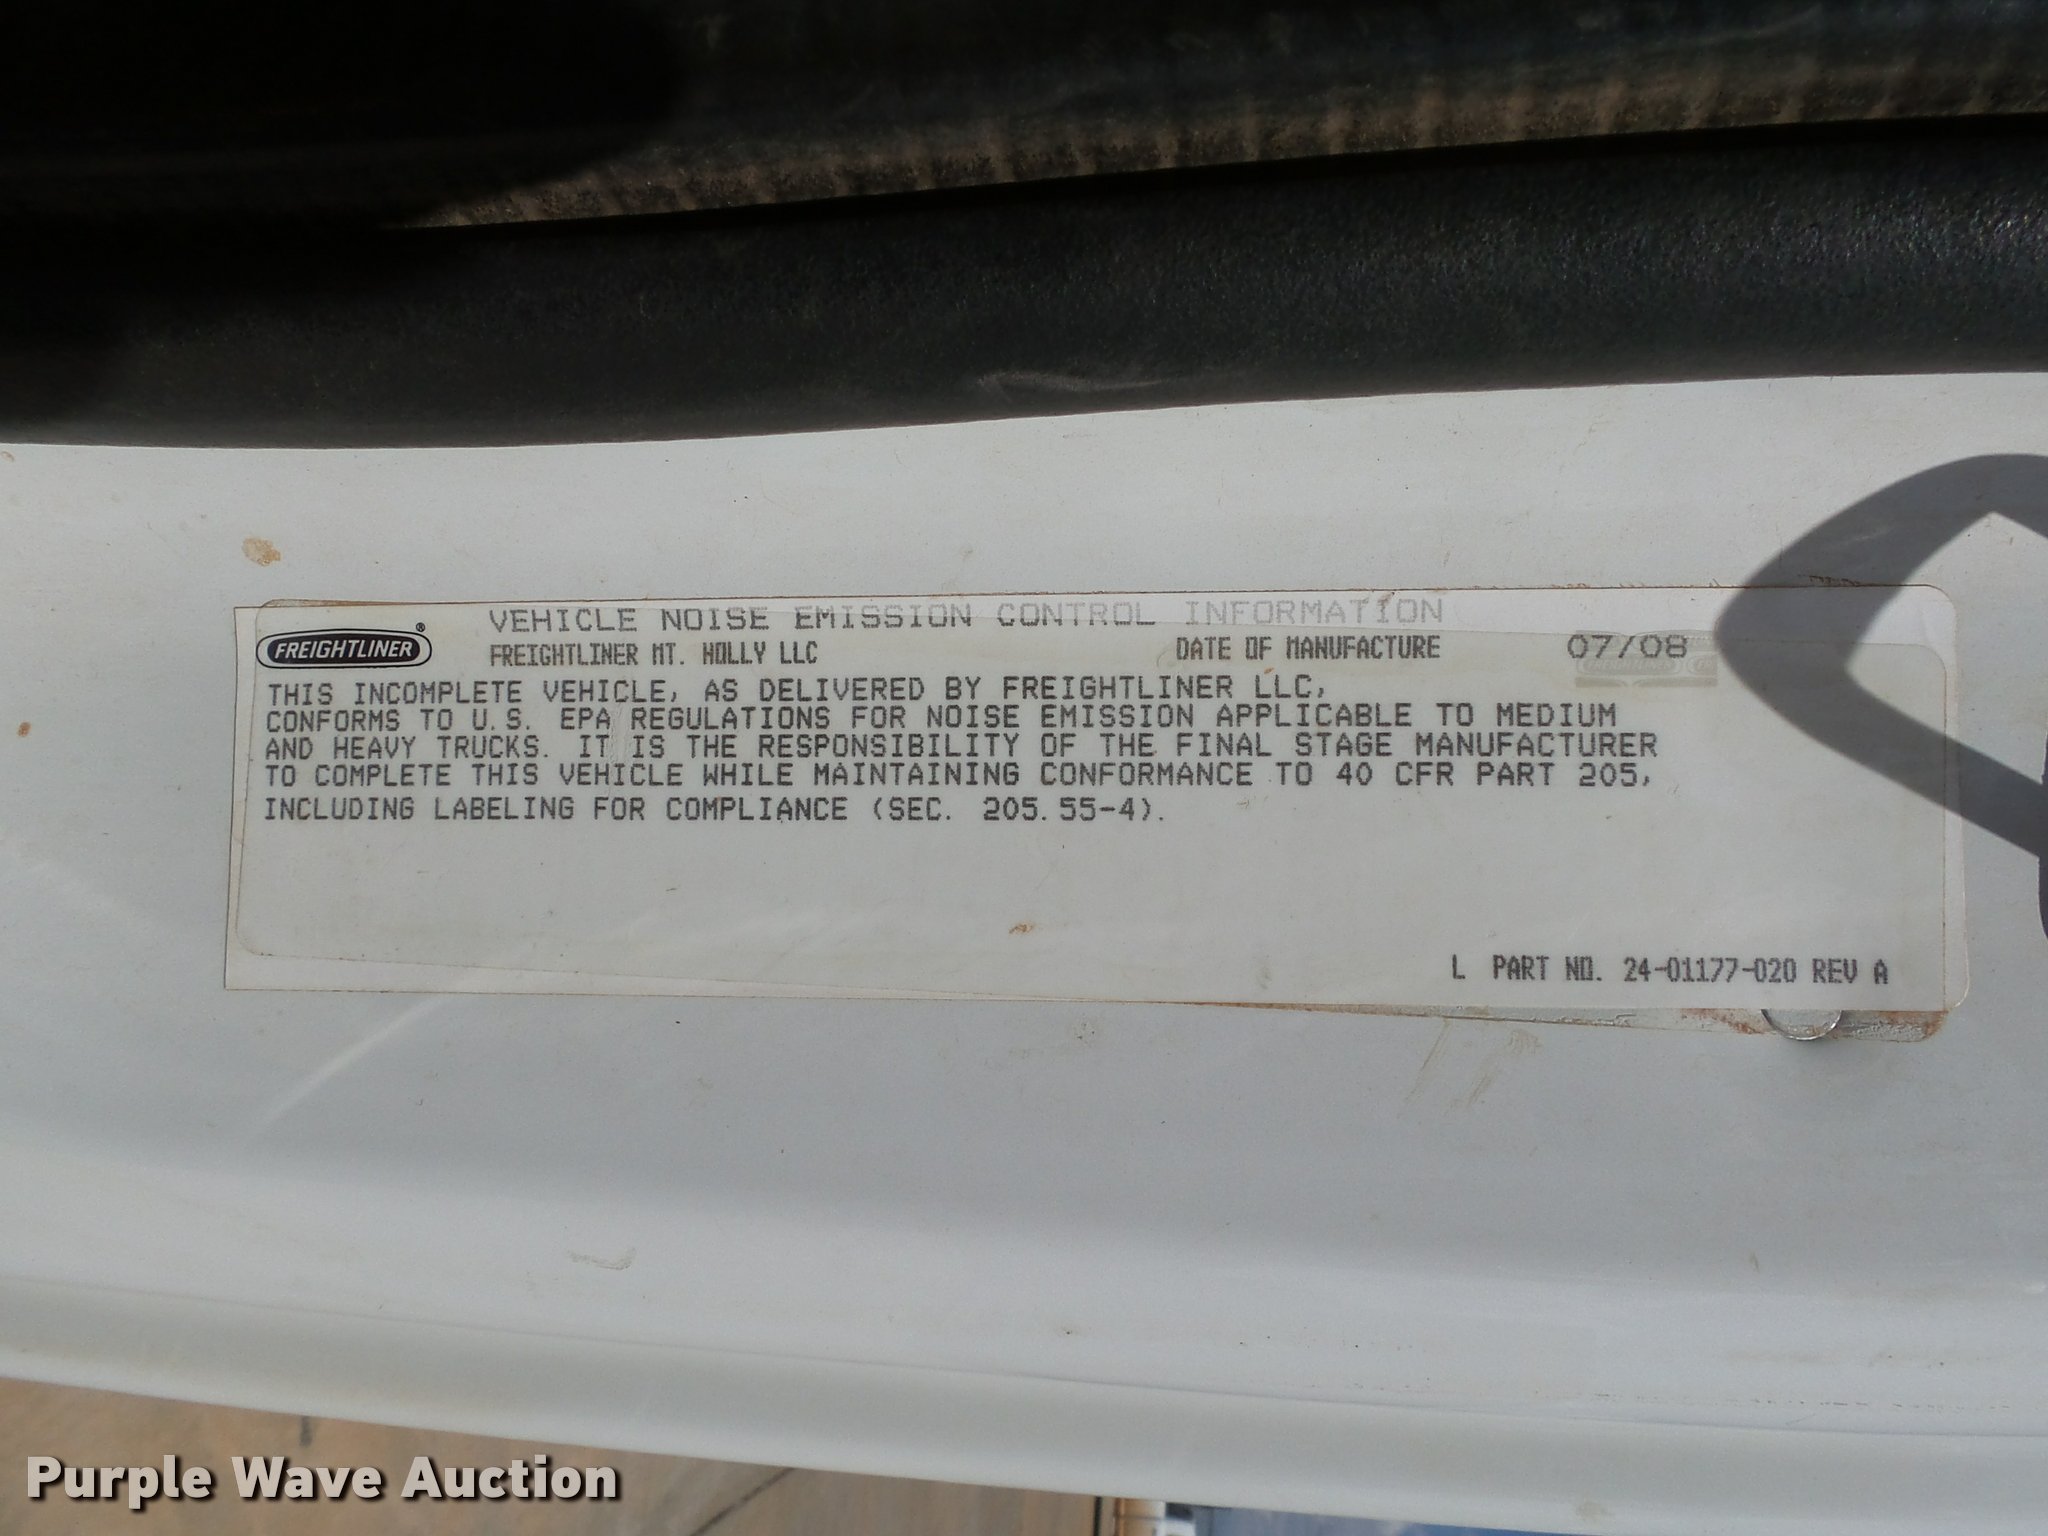 VEHICLE NOISE EMISSION CONTROL INFORMATION
FREIGHTLINER®
FREIGHTLINER MT. HOLLY LLC DATE OF MANUFACTURE 07/08
THIS INCOMPLETE VEHICLE, AS DELIVERED BY FREIGHTLINER LLC,
CONFORMS TO U.S. EPA REGULATIONS FOR NOISE EMISSION APPLICABLE TO MEDIUM
AND HEAVY TRUCKS. IT IS THE RESPONSIBILITY OF THE FINAL STAGE MANUFACTURER
TO COMPLETE THIS VEHICLE WHILE MAINTAINING CONFORMANCE TO 40 CFR PART 205,
INCLUDING LABELING FOR COMPLIANCE (SEC. 205.55-4).
L PART NO. 24-01177-020 REV A
Purple Wave Auction